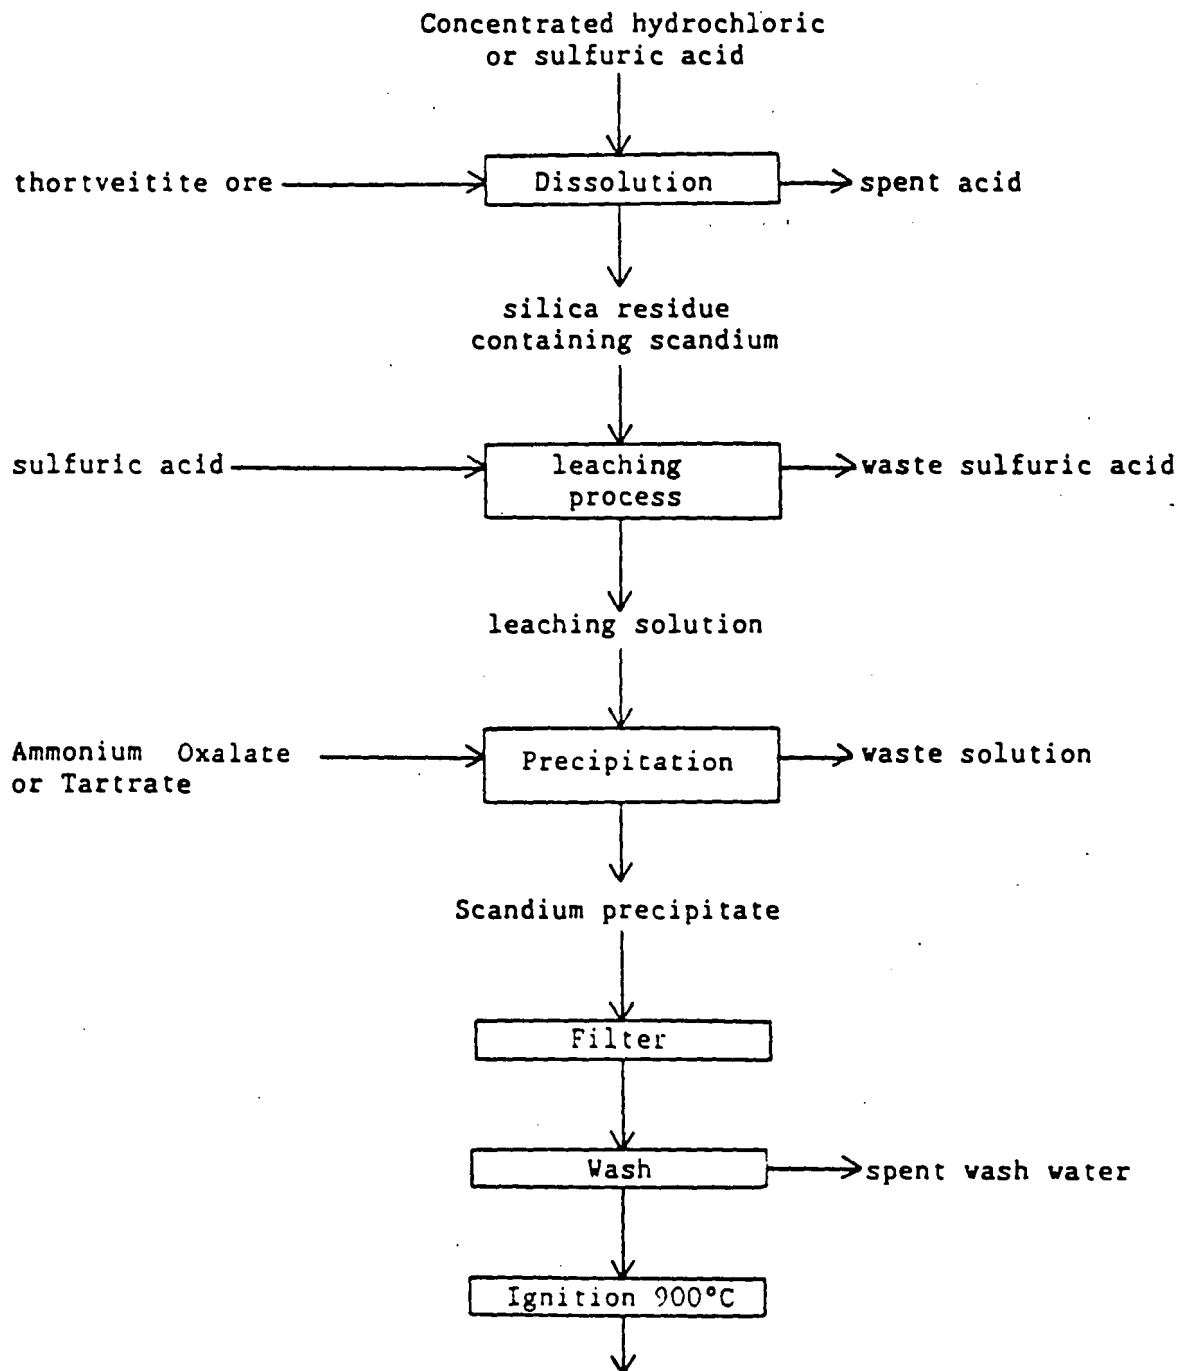 Concentrated hydrochloric
or sulfuric acid
thortveitite ore
Dissolution
spent acid
silica residue
containing scandium
sulfuric acid
leaching
process
waste sulfuric acid
leaching solution
Ammonium Oxalate
or Tartrate
Precipitation
waste solution
Scandium precipitate
Filter
Wash
spent wash water
Ignition 900°C